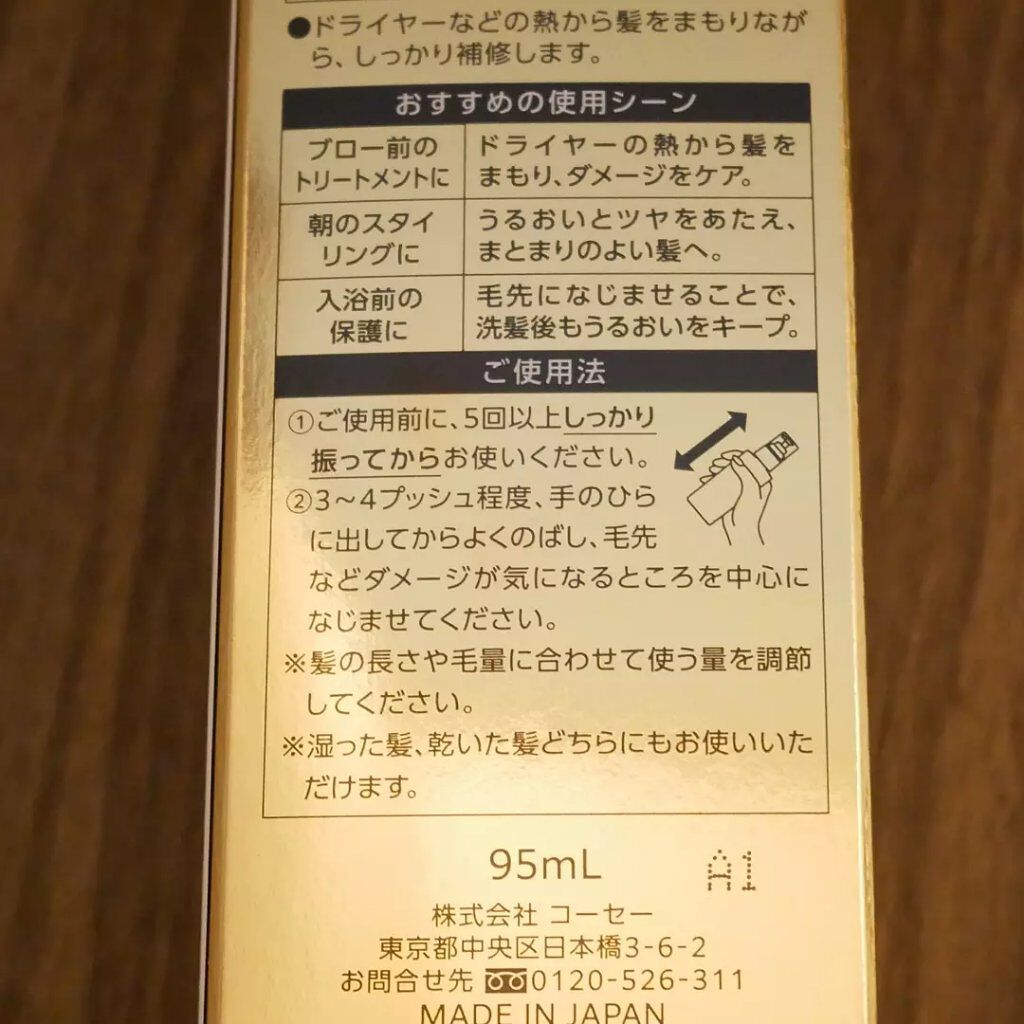 ●ドライヤーなどの熱から髪をまもりなが
ら、しっかり補修します。
おすすめの使用シーン
ブロー前の
トリートメントに
ドライヤーの熱から髪を
まもり、ダメージをケア。
朝のスタイ
リングに
うるおいとツヤをあたえ、
まとまりのよい髪へ。
入浴前の
保護に
毛先になじませることで、
洗髪後もうるおいをキープ。
ご使用法
①ご使用前に、5回以上しっかり
振ってからお使いください。
②3〜4プッシュ程度、手のひら
に出してからよくのばし、毛先
などダメージが気になるところを中心に
なじませてください。
※髪の長さや毛量に合わせて使う量を調節
してください。
※湿った髪、乾いた髪どちらにもお使いいた
だけます。
95mL
A1
株式会社 コーセー
東京都中央区日本橋3-6-2
お問合せ先 0120-526-311
MADE IN JAPAN